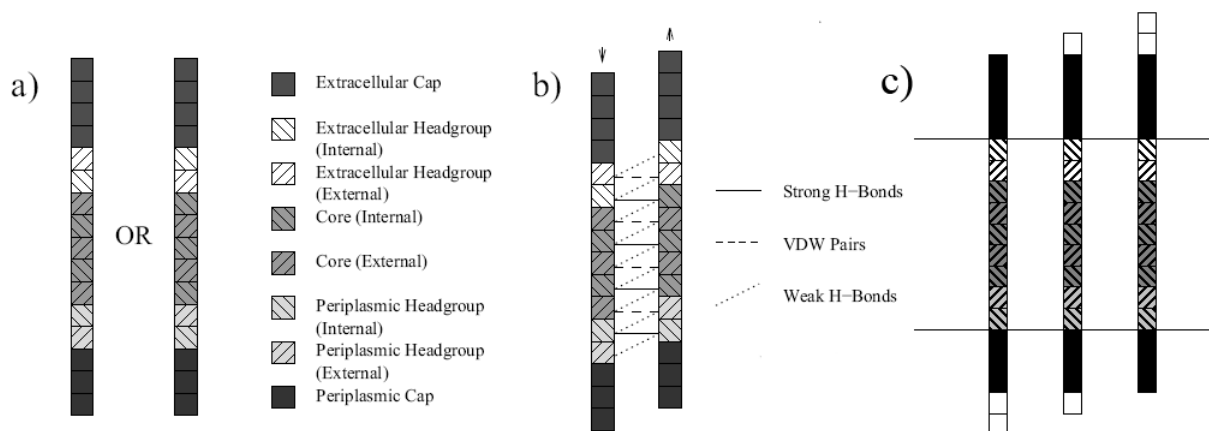 a)
OR
Extracellular Cap
Extracellular Headgroup
(Internal)
Extracellular Headgroup
(External)
Core (Internal)
Core (External)
Periplasmic Headgroup
(Internal)
Periplasmic Headgroup
(External)
Periplasmic Cap
b)
Strong H−Bonds
VDW Pairs
Weak H−Bonds
c)